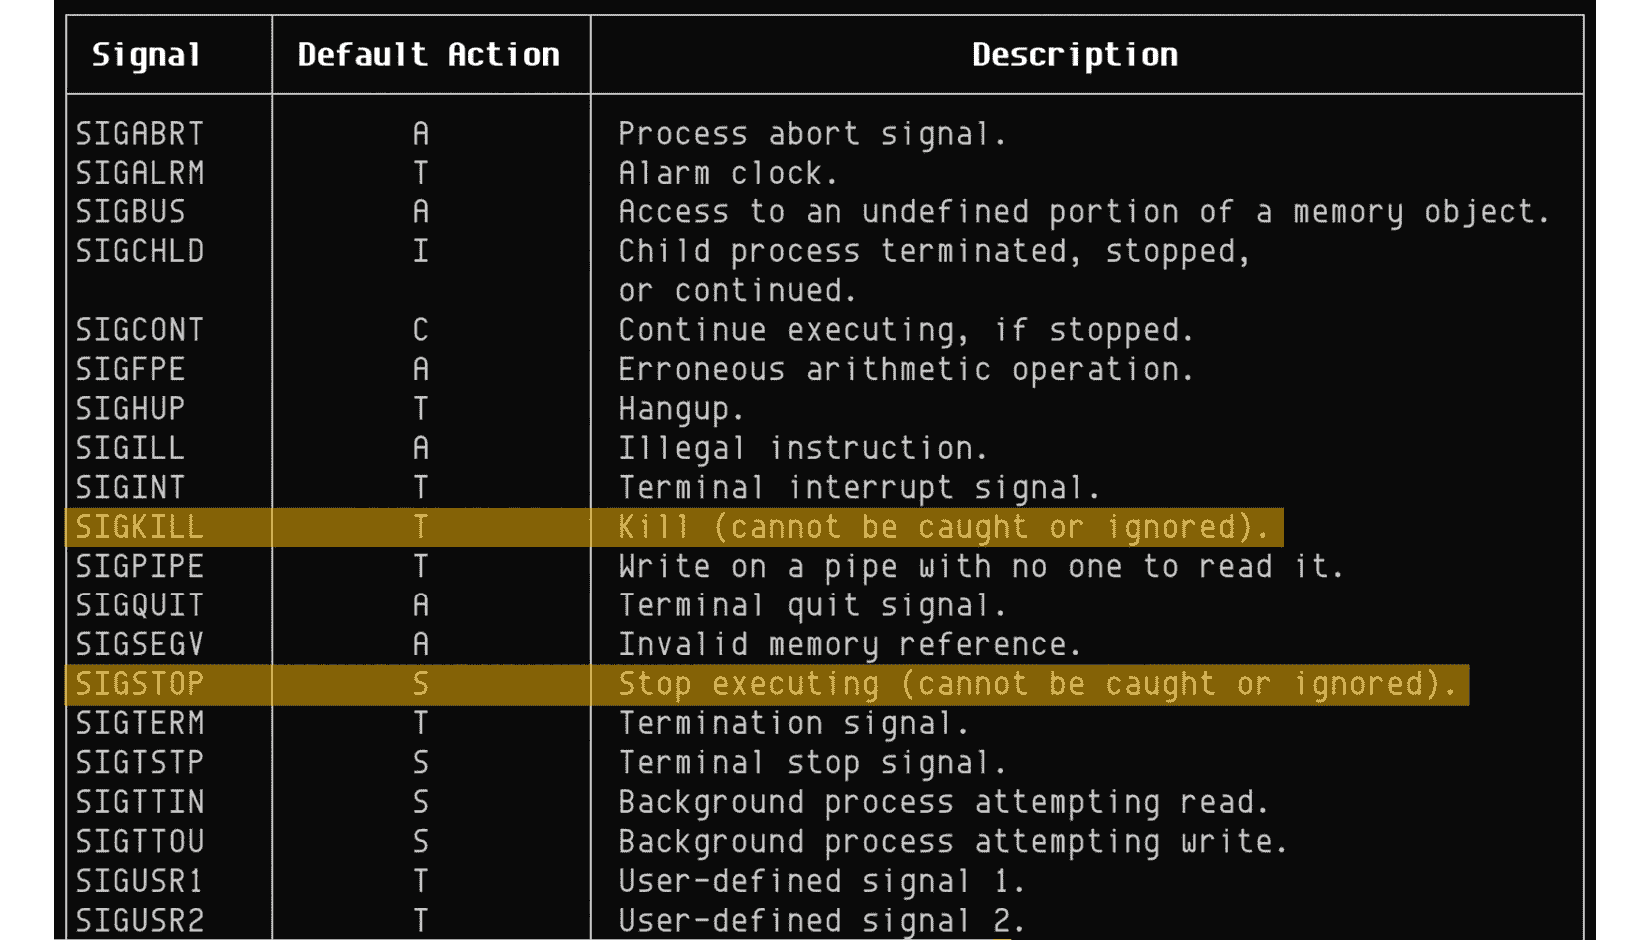 Signal Default Action Description
SIGABRT A Process abort signal.
SIGALRM T Alarm clock.
SIGBUS A Access to an undefined portion of a memory object.
SIGCHLD I Child process terminated, stopped,
or continued.
SIGCONT C Continue executing, if stopped.
SIGFPE A Erroneous arithmetic operation.
SIGHUP T Hangup.
SIGILL A Illegal instruction.
SIGINT T Terminal interrupt signal.
SIGKILL T Kill (cannot be caught or ignored).
SIGPIPE T Write on a pipe with no one to read it.
SIGQUIT A Terminal quit signal.
SIGSEGV A Invalid memory reference.
SIGSTOP S Stop executing (cannot be caught or ignored).
SIGTERM T Termination signal.
SIGTSTP S Terminal stop signal.
SIGTTIN S Background process attempting read.
SIGTTOU S Background process attempting write.
SIGUSR1 T User-defined signal 1.
SIGUSR2 T User-defined signal 2.